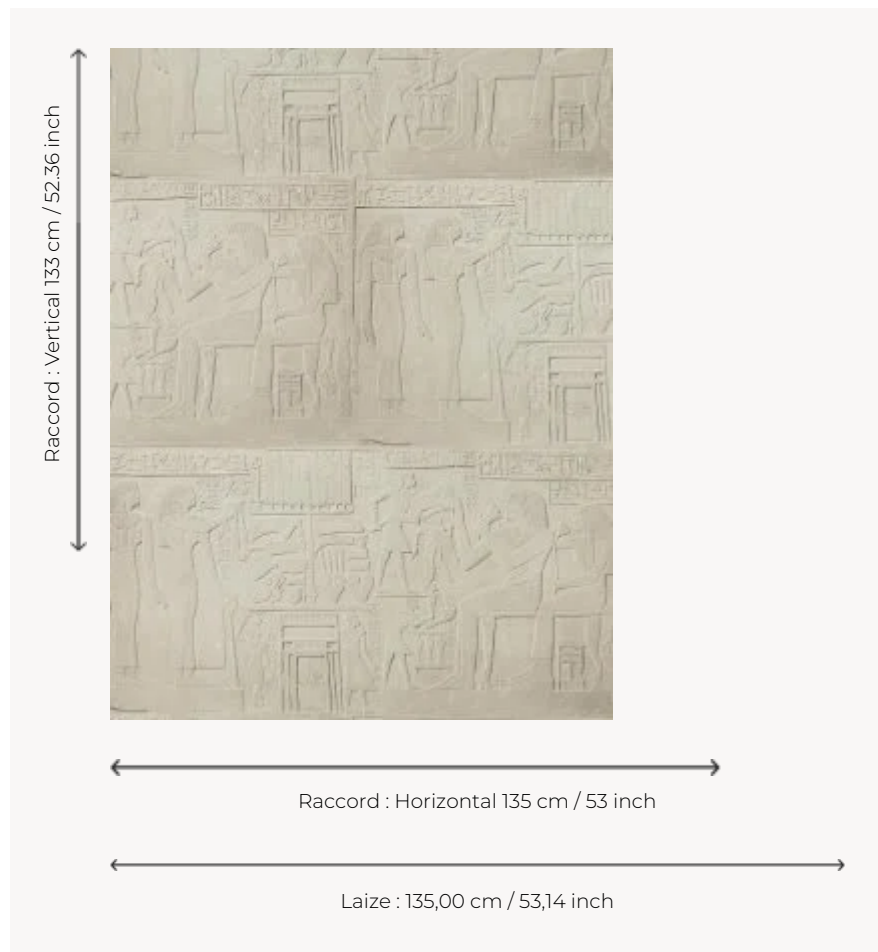 Raccord : Vertical 133 cm / 52.36 inch
Raccord : Horizontal 135 cm / 53 inch
Laize : 135,00 cm / 53,14 inch